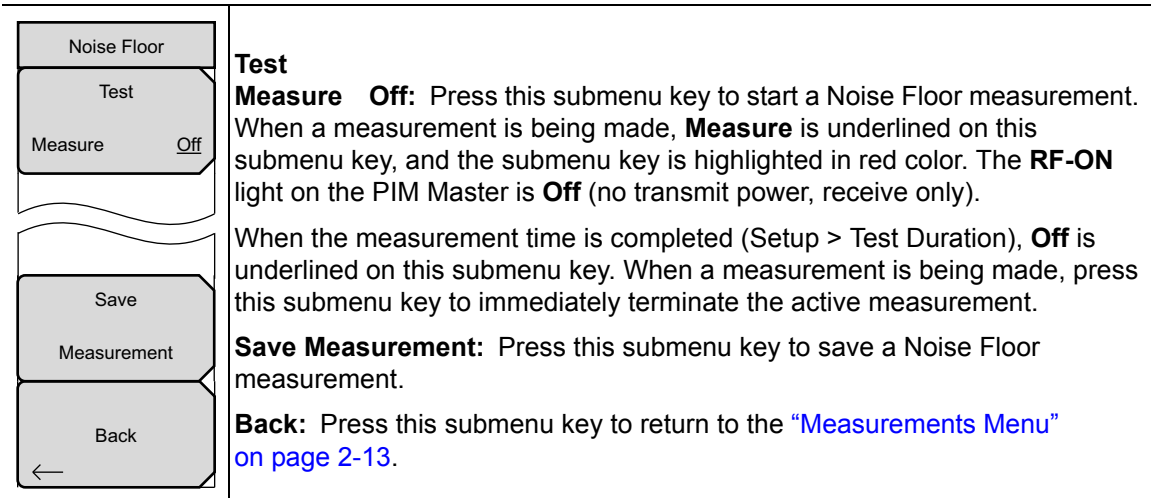 Noise Floor
Test
Measure Off
Save
Measurement
Back
Test
Measure Off: Press this submenu key to start a Noise Floor measurement.
When a measurement is being made, Measure is underlined on this
submenu key, and the submenu key is highlighted in red color. The RF-ON
light on the PIM Master is Off (no transmit power, receive only).
When the measurement time is completed (Setup > Test Duration), Off is
underlined on this submenu key. When a measurement is being made, press
this submenu key to immediately terminate the active measurement.
Save Measurement: Press this submenu key to save a Noise Floor
measurement.
Back: Press this submenu key to return to the “Measurements Menu”
on page 2-13.